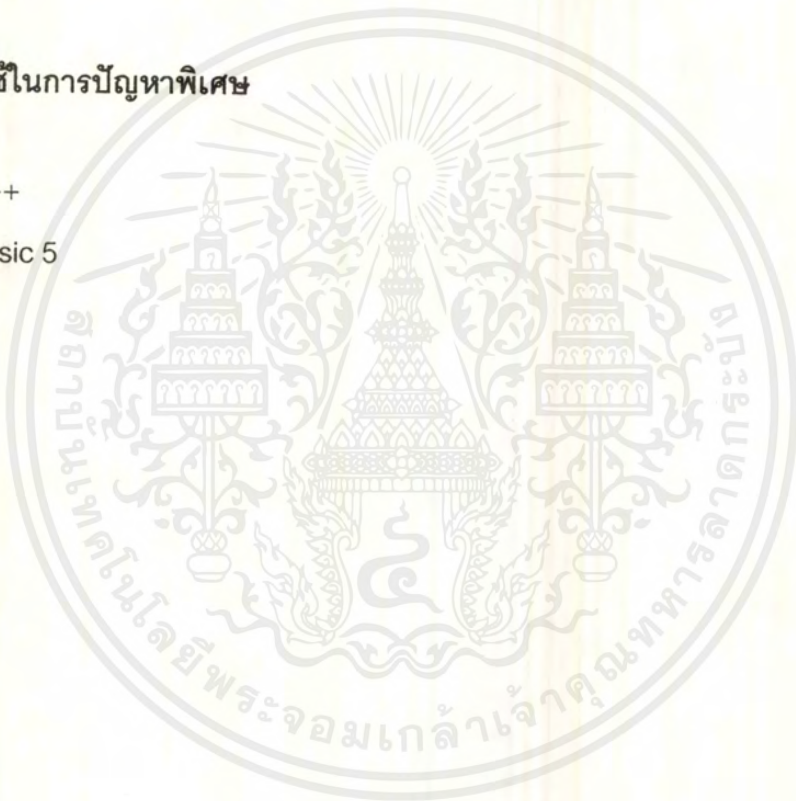 ช้ในการปัญหาพิเศษ
+
sic 5
สถาบันเทคโนโลยีพระจอมเกล้าเจ้าคุณทหารลาดกระบัง
๔